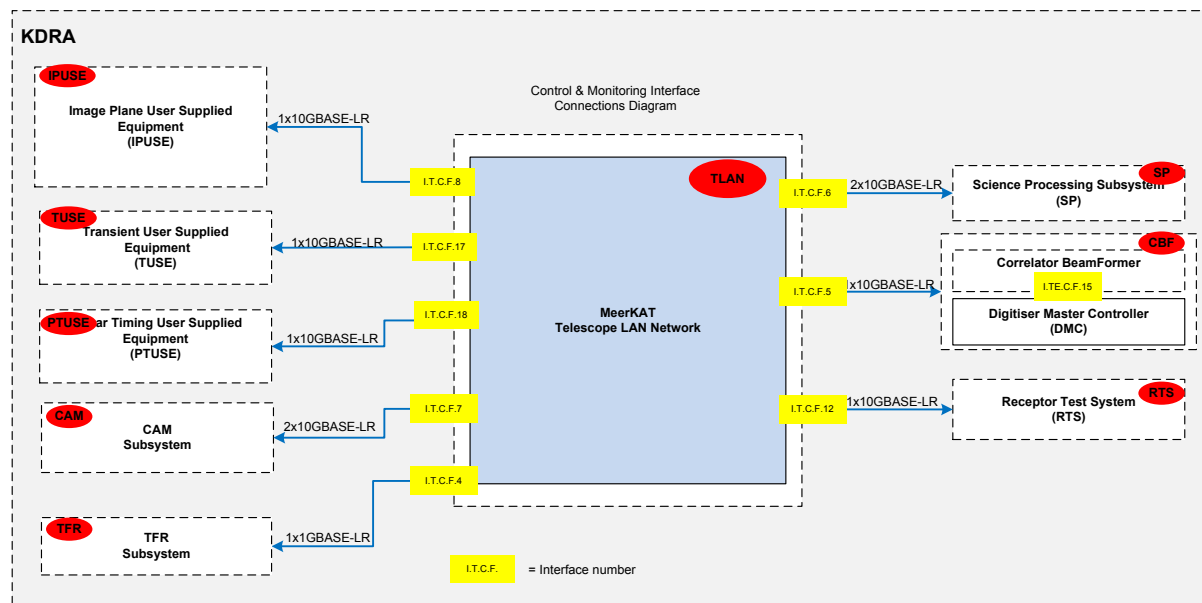 KDRA
Control & Monitoring Interface
Connections Diagram
IPUSE
Image Plane User Supplied
Equipment
(IPUSE)
1x10GBASE-LR
I.T.C.F.8
TUSE
Transient User Supplied
Equipment
(TUSE)
1x10GBASE-LR
I.T.C.F.17
PTUSE
ar Timing User Supplied
Equipment
(PTUSE)
1x10GBASE-LR
I.T.C.F.18
CAM
CAM
Subsystem
2x10GBASE-LR
I.T.C.F.7
TFR
TFR
Subsystem
1x1GBASE-LR
I.T.C.F.4
TLAN
MeerKAT
Telescope LAN Network
I.T.C.F.6
2x10GBASE-LR
SP
Science Processing Subsystem
(SP)
I.T.C.F.5
1x10GBASE-LR
CBF
Correlator BeamFormer
I.TE.C.F.15
Digitiser Master Controller
(DMC)
I.T.C.F.12
1x10GBASE-LR
RTS
Receptor Test System
(RTS)
I.T.C.F.
= Interface number